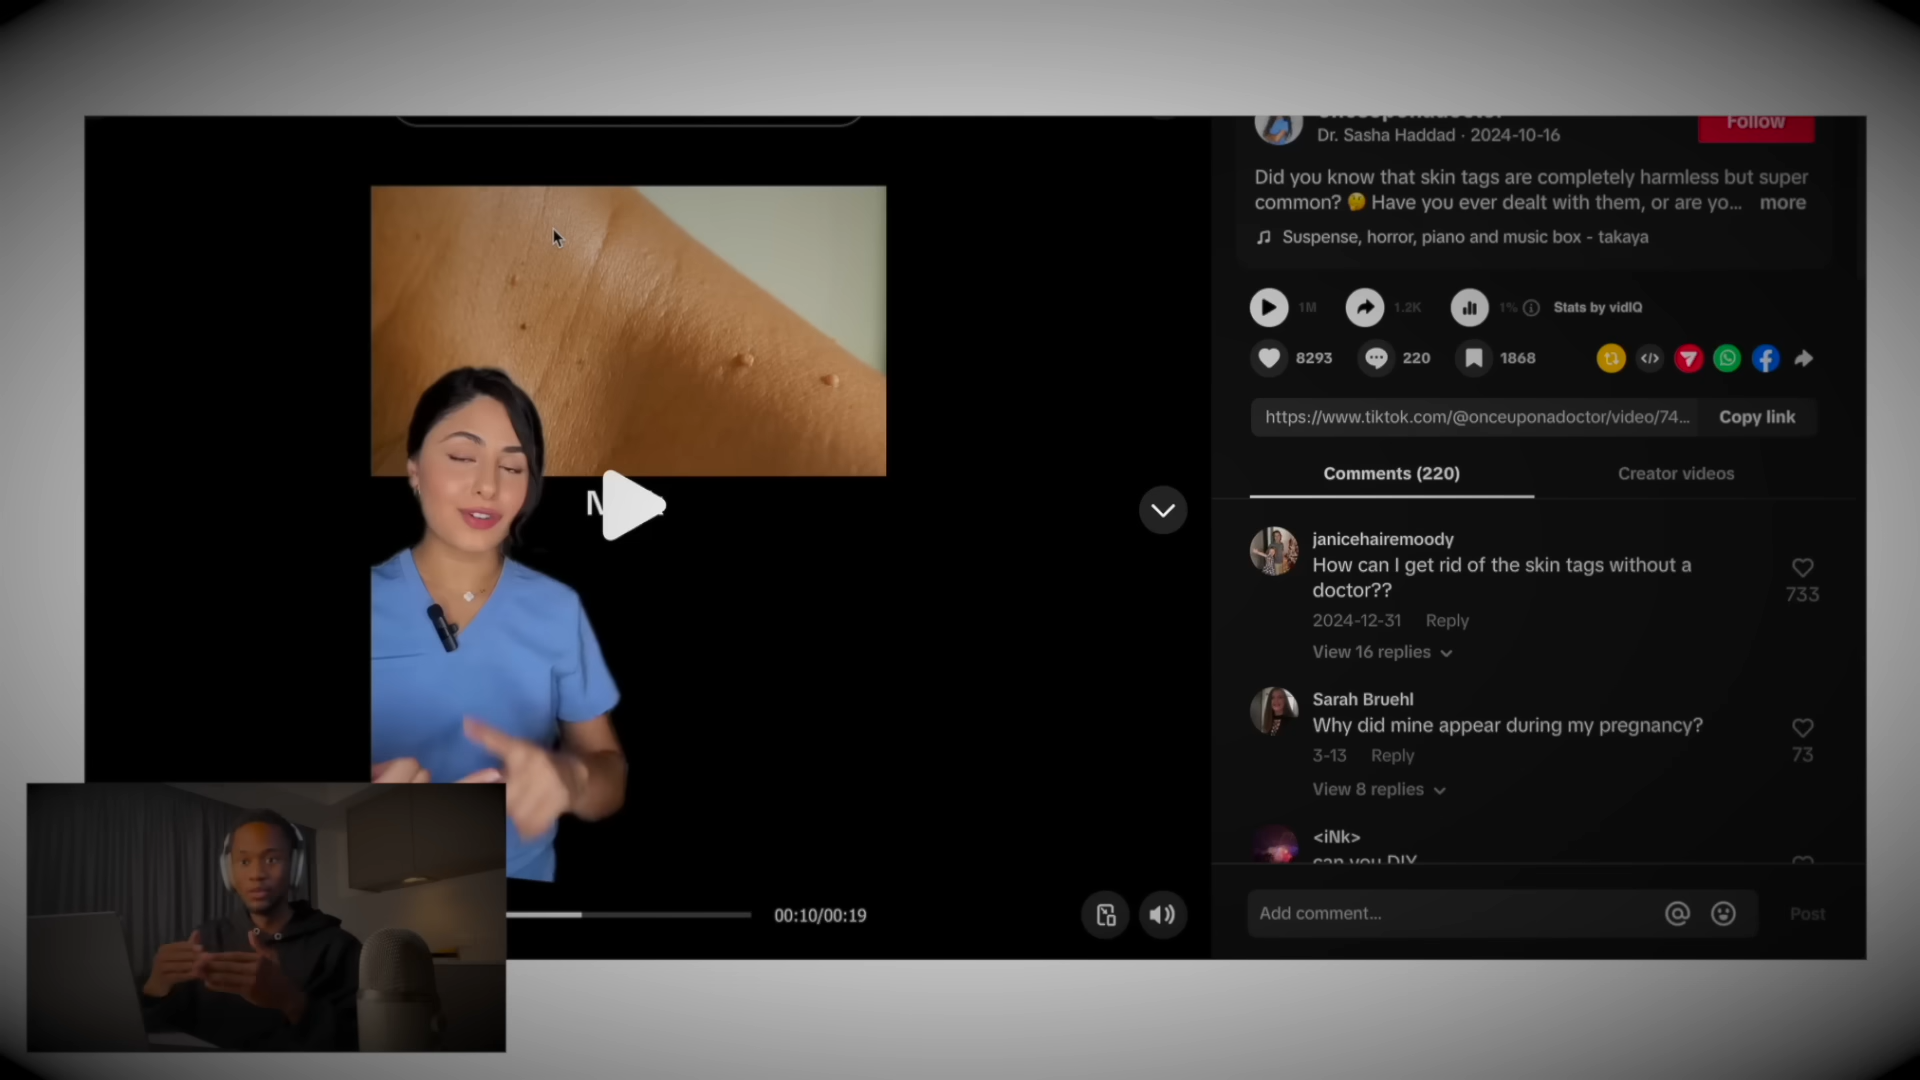 Dr. Sasha Haddad · 2024-10-16
Follow
Did you know that skin tags are completely harmless but super
common? 🤔 Have you ever dealt with them, or are yo... more
Suspense, horror, piano and music box - takaya
1M
1.2K
1%
Stats by vidIQ
8293
220
1868
https://www.tiktok.com/@onceuponadoctor/video/74...
Copy link
Comments (220)
Creator videos
janicehairemoody
How can I get rid of the skin tags without a
doctor??
733
2024-12-31 Reply
View 16 replies
Sarah Bruehl
Why did mine appear during my pregnancy?
73
3-13 Reply
View 8 replies
<iNk>
can you DIY
Add comment...
Post
00:10/00:19